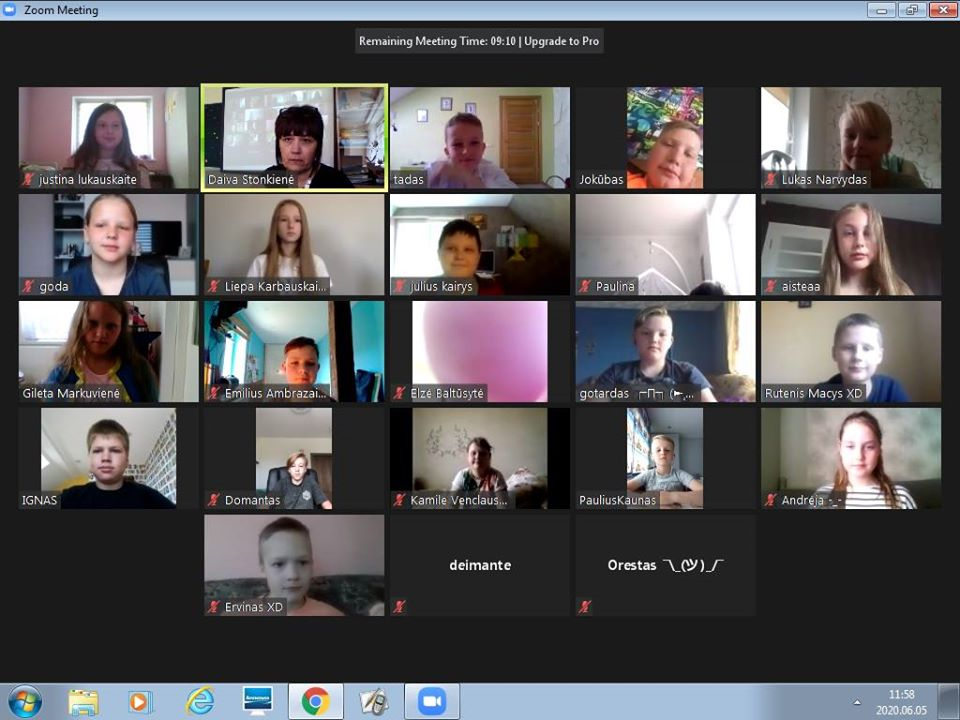 Zoom Meeting
Remaining Meeting Time: 09:10 | Upgrade to Pro
justina lukauskaite
Daiva Stonkienė
tadas
Jokūbas
Lukas Narvydas
goda
Liepa Karbauskai...
julius kairys
Paulina
aisteaa
Gileta Markuvienė
Emilius Ambrazai...
Elzė Baltūsytė
gotardas
Rutenis Macys XD
IGNAS
Domantas
Kamile Venclaus...
PauliusKaunas
Andrėja -_-
Ervinas XD
deimante
Orestas ¯\_(ツ)_/¯
11:58
2020.06.05